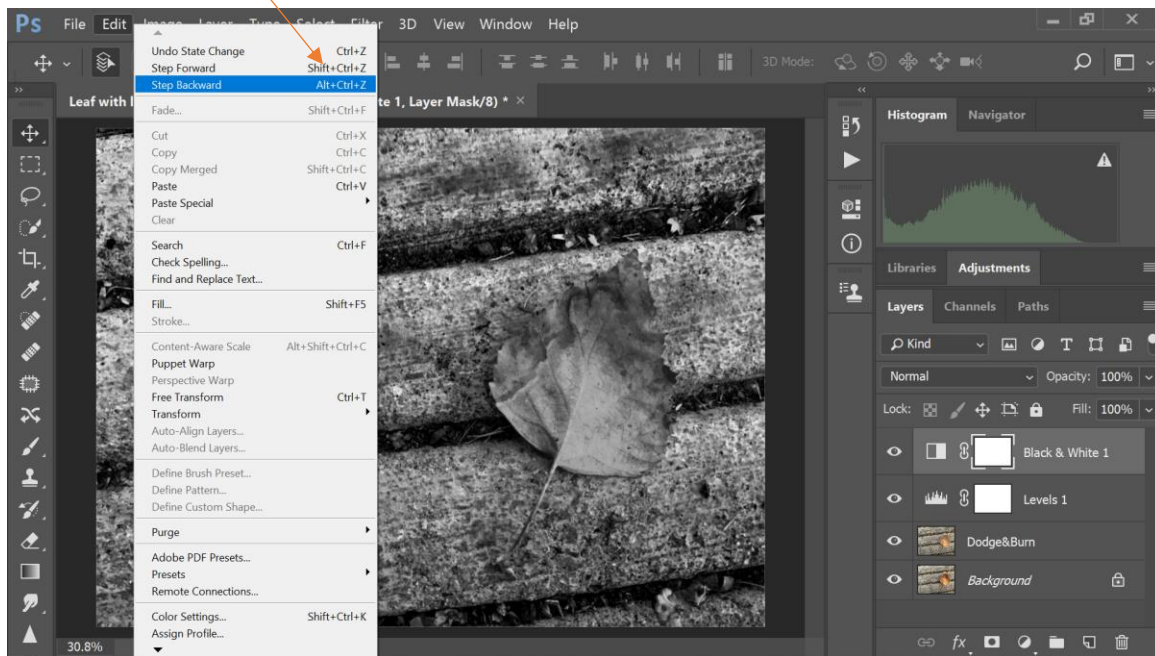 Ps File Edit Image Layer Type Select Filter 3D View Window Help
3D Mode:
Leaf with te 1, Layer Mask/8) * ×
Undo State Change Ctrl+Z
Step Forward Shift+Ctrl+Z
Step Backward Alt+Ctrl+Z
Fade... Shift+Ctrl+F
Cut Ctrl+X
Copy Ctrl+C
Copy Merged Shift+Ctrl+C
Paste Ctrl+V
Paste Special
Clear
Search Ctrl+F
Check Spelling...
Find and Replace Text...
Fill... Shift+F5
Stroke...
Content-Aware Scale Alt+Shift+Ctrl+C
Puppet Warp
Perspective Warp
Free Transform Ctrl+T
Transform
Auto-Align Layers...
Auto-Blend Layers...
Define Brush Preset...
Define Pattern...
Define Custom Shape...
Purge
Adobe PDF Presets...
Presets
Remote Connections...
Color Settings... Shift+Ctrl+K
Assign Profile...
30.8%
Histogram Navigator
Libraries Adjustments
Layers Channels Paths
Kind
Normal Opacity: 100%
Lock: Fill: 100%
Black & White 1
Levels 1
Dodge&Burn
Background
fx